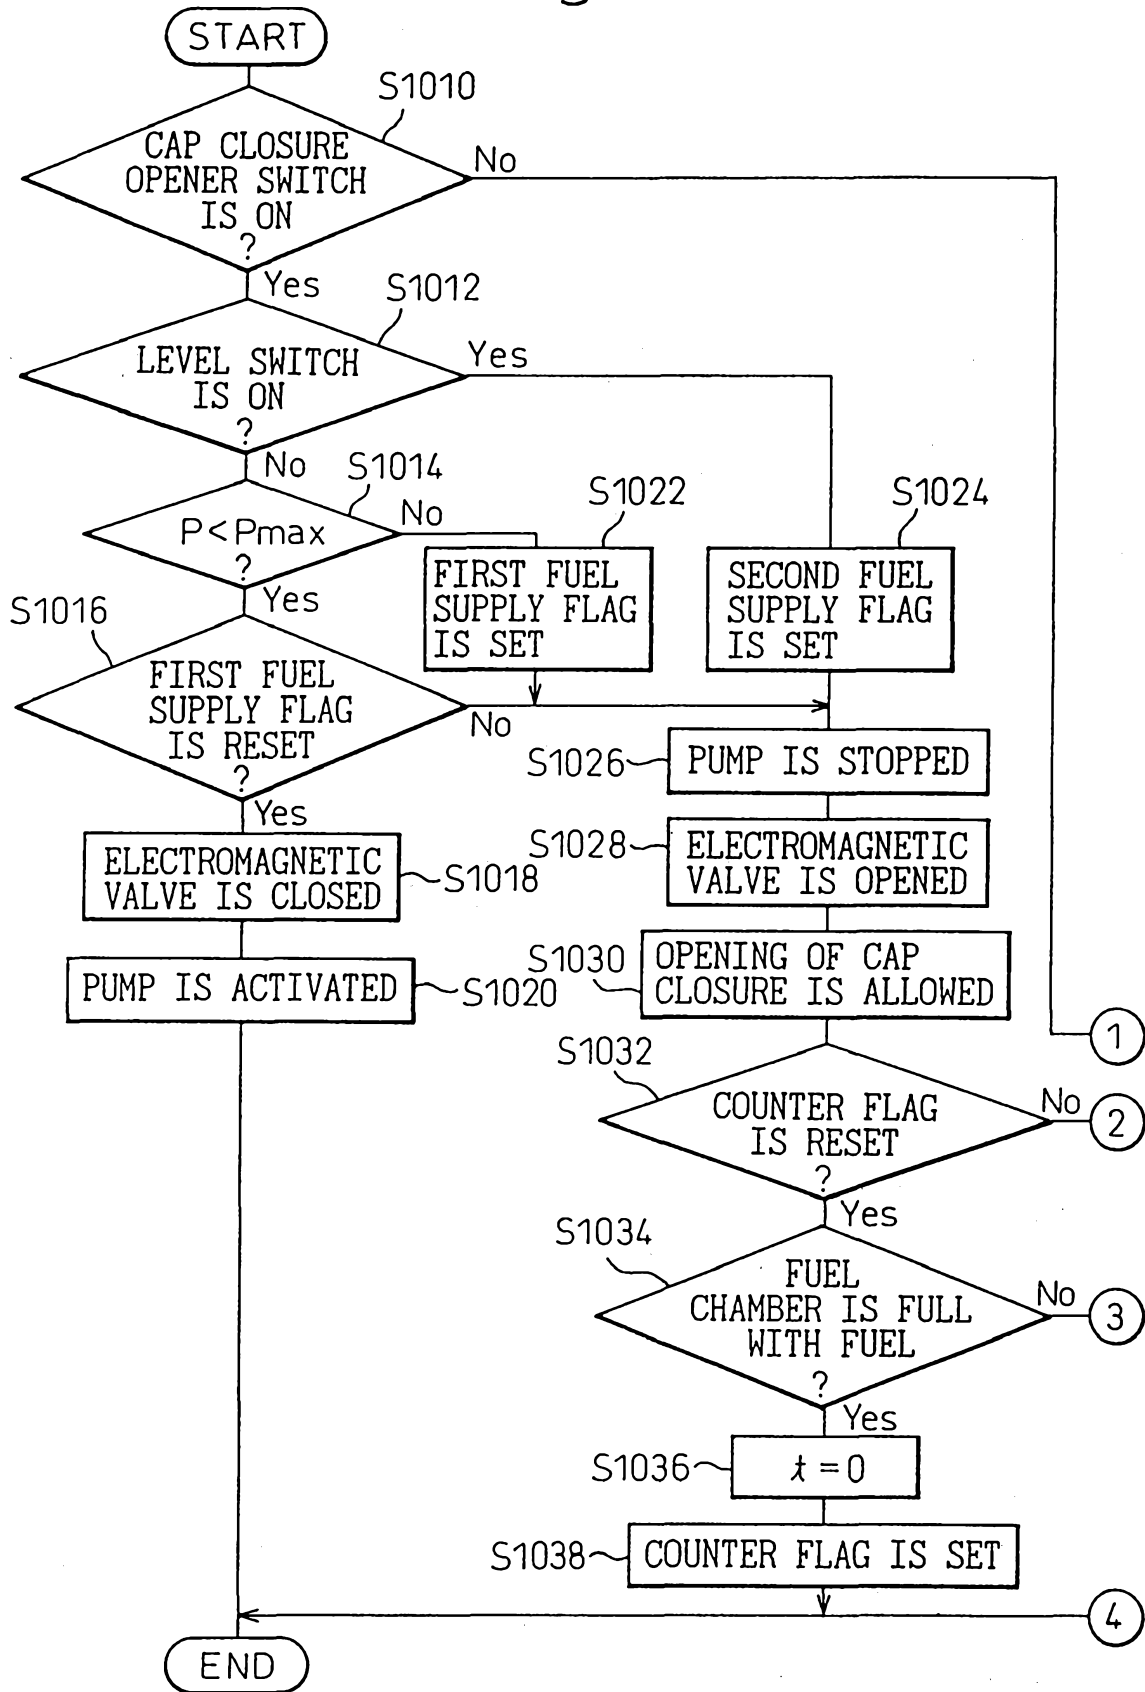 START
S1010
CAP CLOSURE
OPENER SWITCH
IS ON
?
No
Yes
S1012
LEVEL SWITCH
IS ON
?
Yes
No
S1014
P<Pmax
?
No
Yes
S1022
FIRST FUEL
SUPPLY FLAG
IS SET
S1024
SECOND FUEL
SUPPLY FLAG
IS SET
S1016
FIRST FUEL
SUPPLY FLAG
IS RESET
?
No
Yes
S1026
PUMP IS STOPPED
ELECTROMAGNETIC
VALVE IS CLOSED
S1018
S1028
ELECTROMAGNETIC
VALVE IS OPENED
PUMP IS ACTIVATED
S1020
S1030
OPENING OF CAP
CLOSURE IS ALLOWED
1
S1032
COUNTER FLAG
IS RESET
?
No
2
Yes
S1034
FUEL
CHAMBER IS FULL
WITH FUEL
?
No
3
Yes
S1036
t=0
S1038
COUNTER FLAG IS SET
4
END